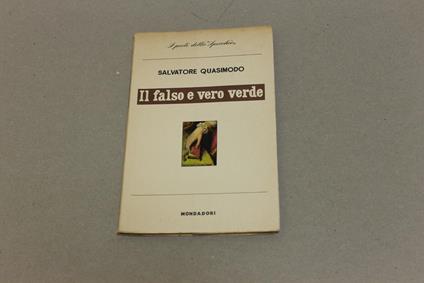 I poeti dello "Specchio"
SALVATORE QUASIMODO
Il falso e vero verde
MONDADORI